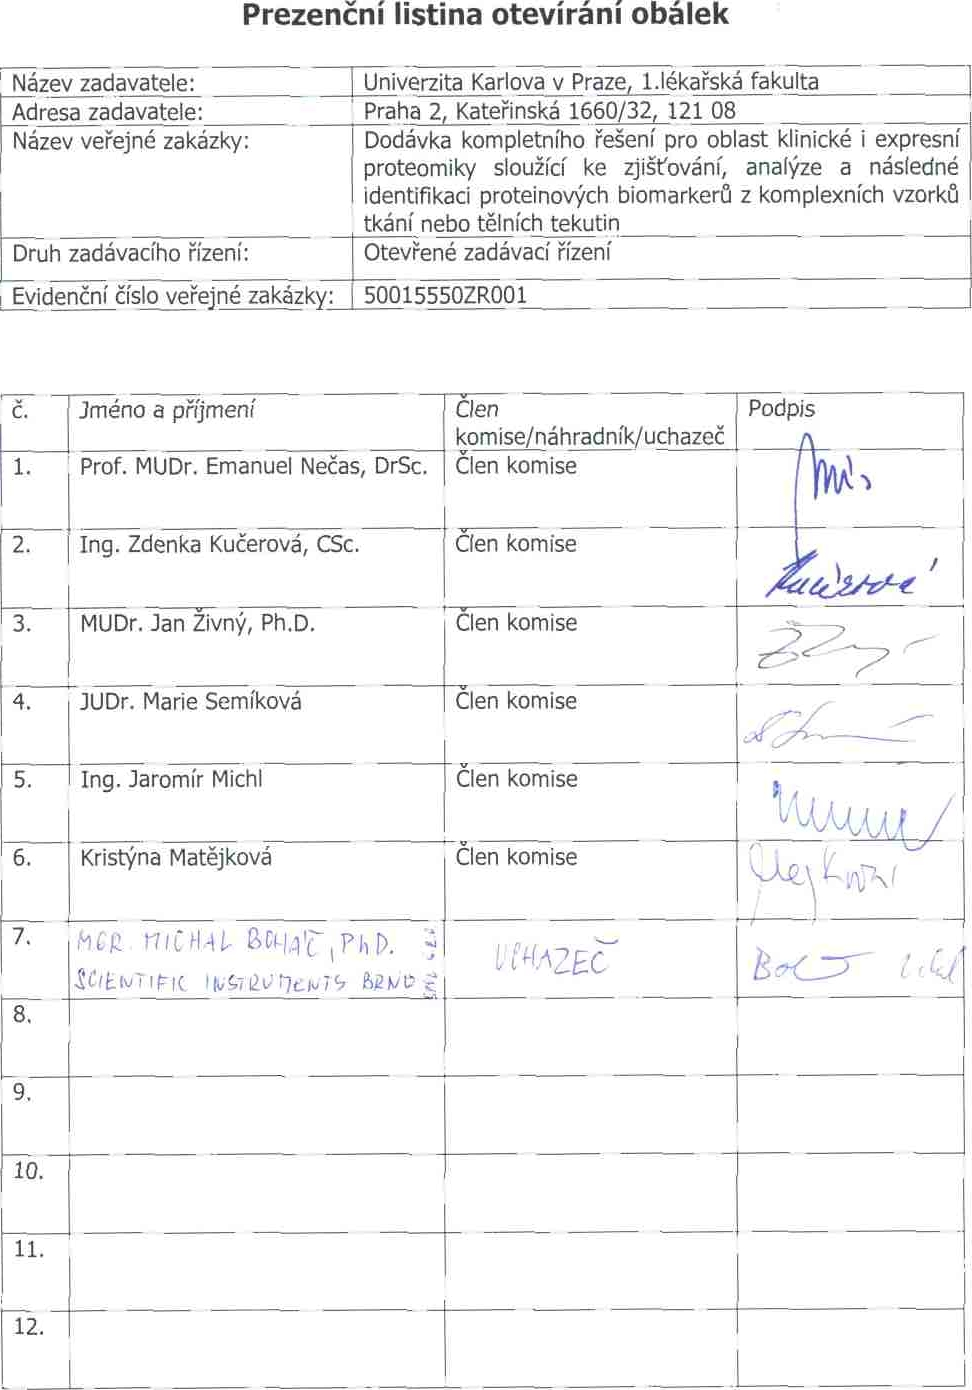 Prezenční listina otevírání obálek
Název zadavatele: Univerzita Karlova v Praze, 1.lékařská fakulta
Adresa zadavatele: Praha 2, Kateřinská 1660/32, 121 08
Název veřejné zakázky: Dodávka kompletního řešení pro oblast klinické i expresní
proteomiky sloužící ke zjišťování, analýze a následné
identifikaci proteinových biomarkerů z komplexních vzorků
tkání nebo tělních tekutin
Druh zadávacího řízení: Otevřené zadávací řízení
Evidenční číslo veřejné zakázky: 50015550ZR001
č. Jméno a příjmení Člen Podpis
komise/náhradník/uchazeč
1. Prof. MUDr. Emanuel Nečas, DrSc. Člen komise
2. Ing. Zdenka Kučerová, CSc. Člen komise Kučerová
3. MUDr. Jan Živný, Ph.D. Člen komise
4. JUDr. Marie Semíková Člen komise
5. Ing. Jaromír Michl Člen komise
6. Kristýna Matějková Člen komise
7. MGR. MICHAL BOHÁČ, PhD. UCHAZEČ
SCIENTIFIC INSTRUMENTS BRNO
8.
9.
10.
11.
12.